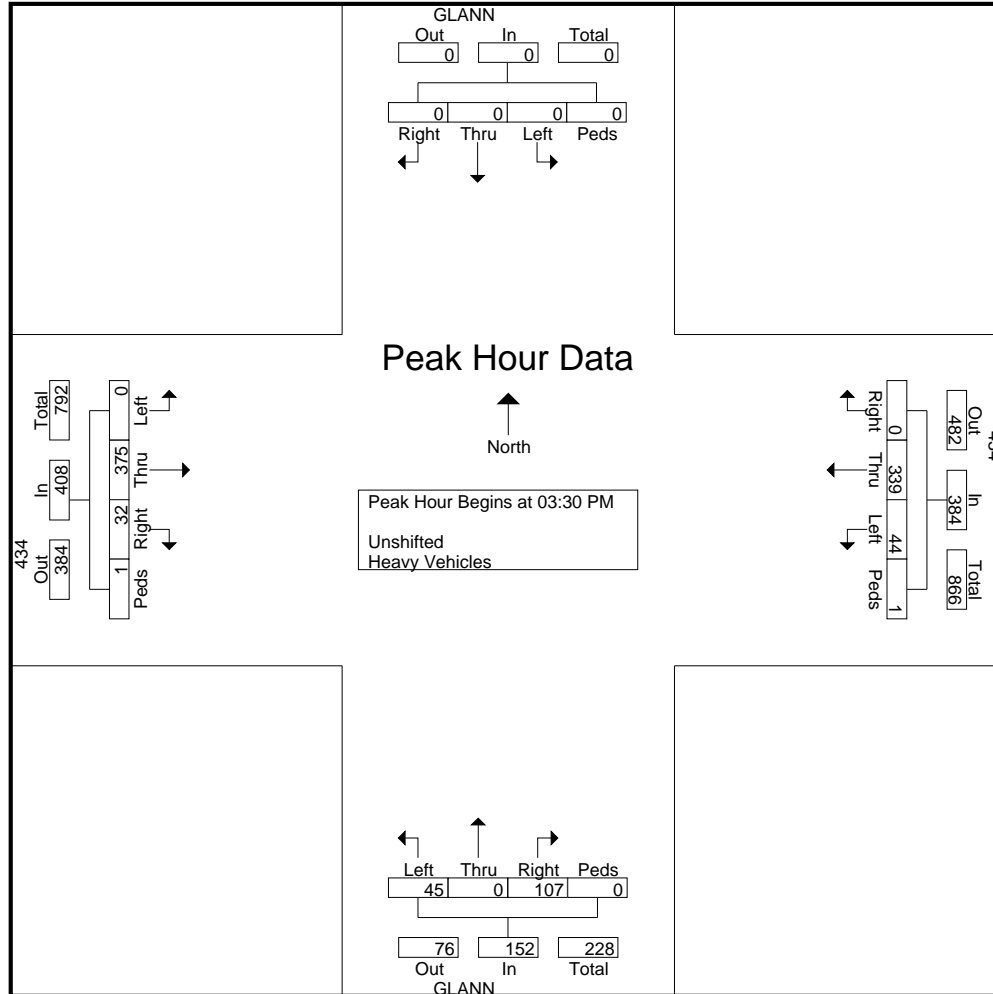 GLANN
Out In Total
0 0 0
0 0 0 0
Right Thru Left Peds
Peak Hour Data
North
Peak Hour Begins at 03:30 PM
Unshifted
Heavy Vehicles
Total In Out
792 408 384
434
0 375 32 1
Left Thru Right Peds
Out In Total
482 384 866
0 339 44 1
Right Thru Left Peds
Left Thru Right Peds
45 0 107 0
76 152 228
Out In Total
GLANN